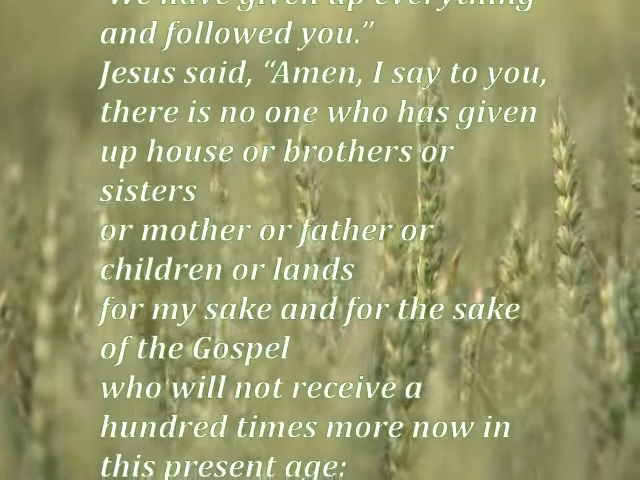 "We have given up everything
and followed you.”
Jesus said, “Amen, I say to you,
there is no one who has given
up house or brothers or
sisters
or mother or father or
children or lands
for my sake and for the sake
of the Gospel
who will not receive a
hundred times more now in
this present age: